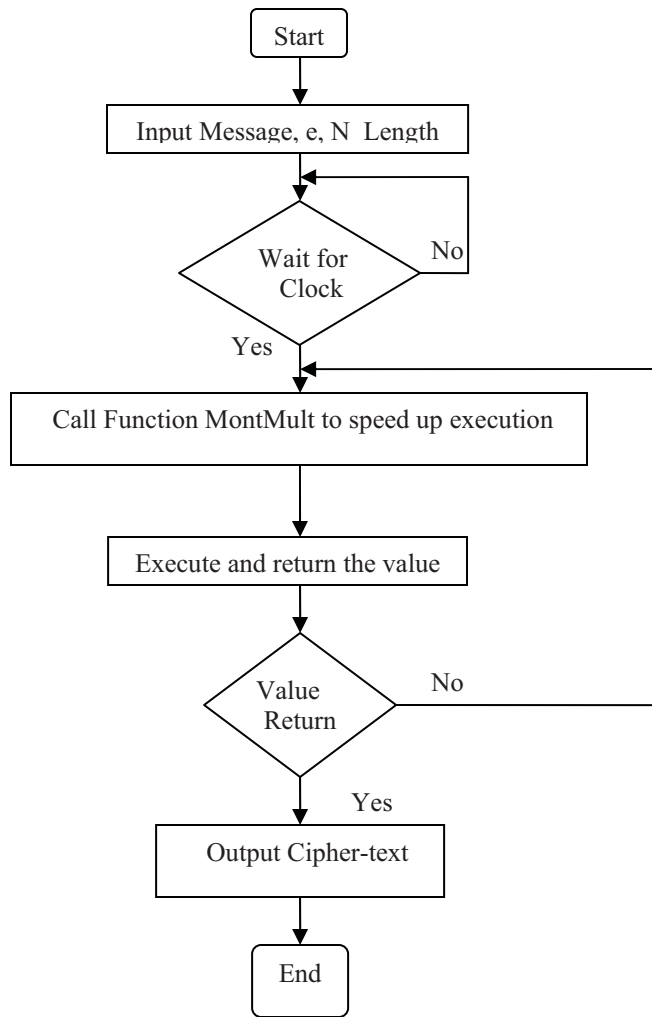 Start
Input Message, e, N Length
Wait for
Clock
No
Yes
Call Function MontMult to speed up execution
Execute and return the value
Value
Return
No
Yes
Output Cipher-text
End